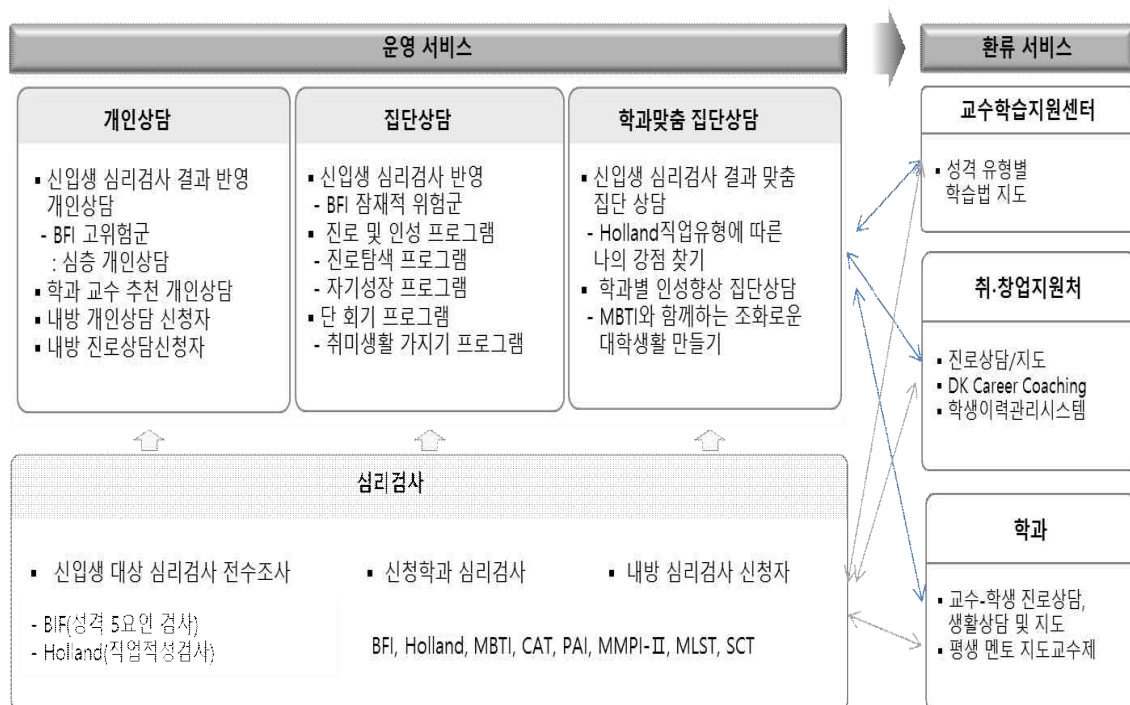 운영 서비스
환류 서비스
개인상담
▪ 신입생 심리검사 결과 반영
개인상담
- BFI 고위험군
: 심층 개인상담
▪ 학과 교수 추천 개인상담
▪ 내방 개인상담 신청자
▪ 내방 진로상담신청자
집단상담
▪ 신입생 심리검사 반영
- BFI 잠재적 위험군
▪ 진로 및 인성 프로그램
- 진로탐색 프로그램
- 자기성장 프로그램
▪ 단 회기 프로그램
- 취미생활 가지기 프로그램
학과맞춤 집단상담
▪ 신입생 심리검사 결과 맞춤
집단 상담
- Holland직업유형에 따른
나의 강점 찾기
▪ 학과별 인성향상 집단상담
- MBTI와 함께하는 조화로운
대학생활 만들기
교수학습지원센터
▪ 성격 유형별
학습법 지도
취·창업지원처
▪ 진로상담/지도
▪ DK Career Coaching
▪ 학생이력관리시스템
학과
▪ 교수-학생 진로상담,
생활상담 및 지도
▪ 평생 멘토 지도교수제
심리검사
▪ 신입생 대상 심리검사 전수조사
- BIF(성격 5요인 검사)
- Holland(직업적성검사)
▪ 신청학과 심리검사
▪ 내방 심리검사 신청자
BFI, Holland, MBTI, CAT, PAI, MMPI-Ⅱ, MLST, SCT